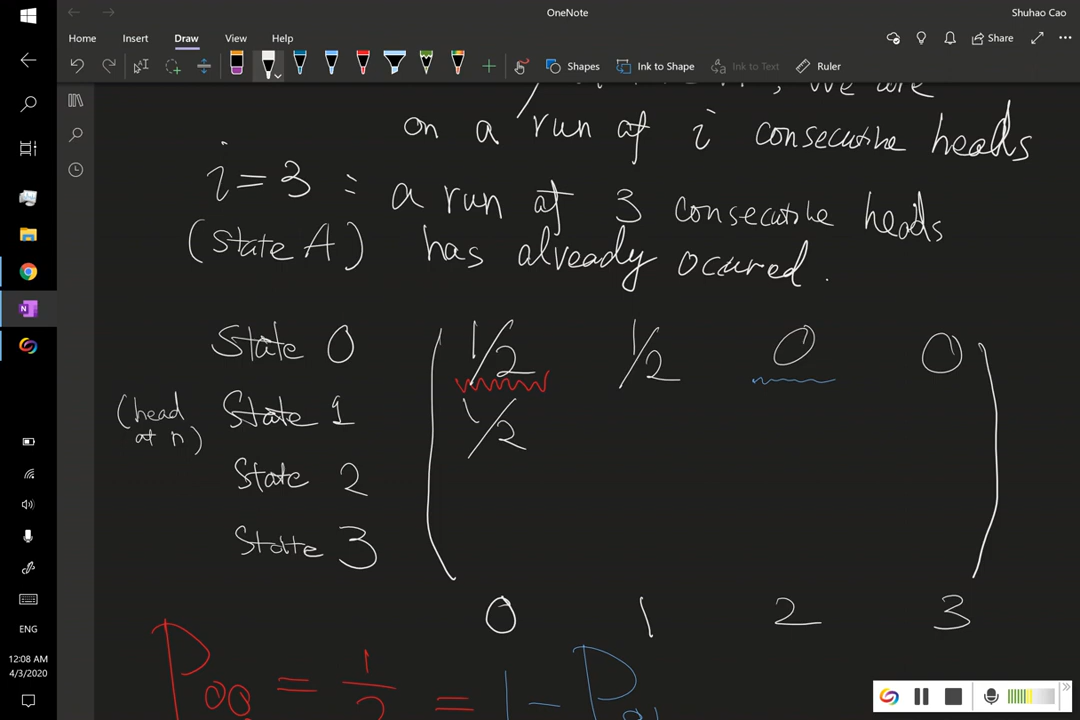 OneNote
Shuhao Cao
Home Insert Draw View Help
Share
Shapes Ink to Shape Ink to Text Ruler
, we are
on a run of i consecutive heads
i = 3 : a run of 3 consecutive heads
(state A) has already occured.
State 0 1/2 1/2 0 0
(head at n) State 1 1/2
State 2
State 3
0 1 2 3
P00 = 1/2 = 1 - P01
ENG
12:08 AM
4/3/2020